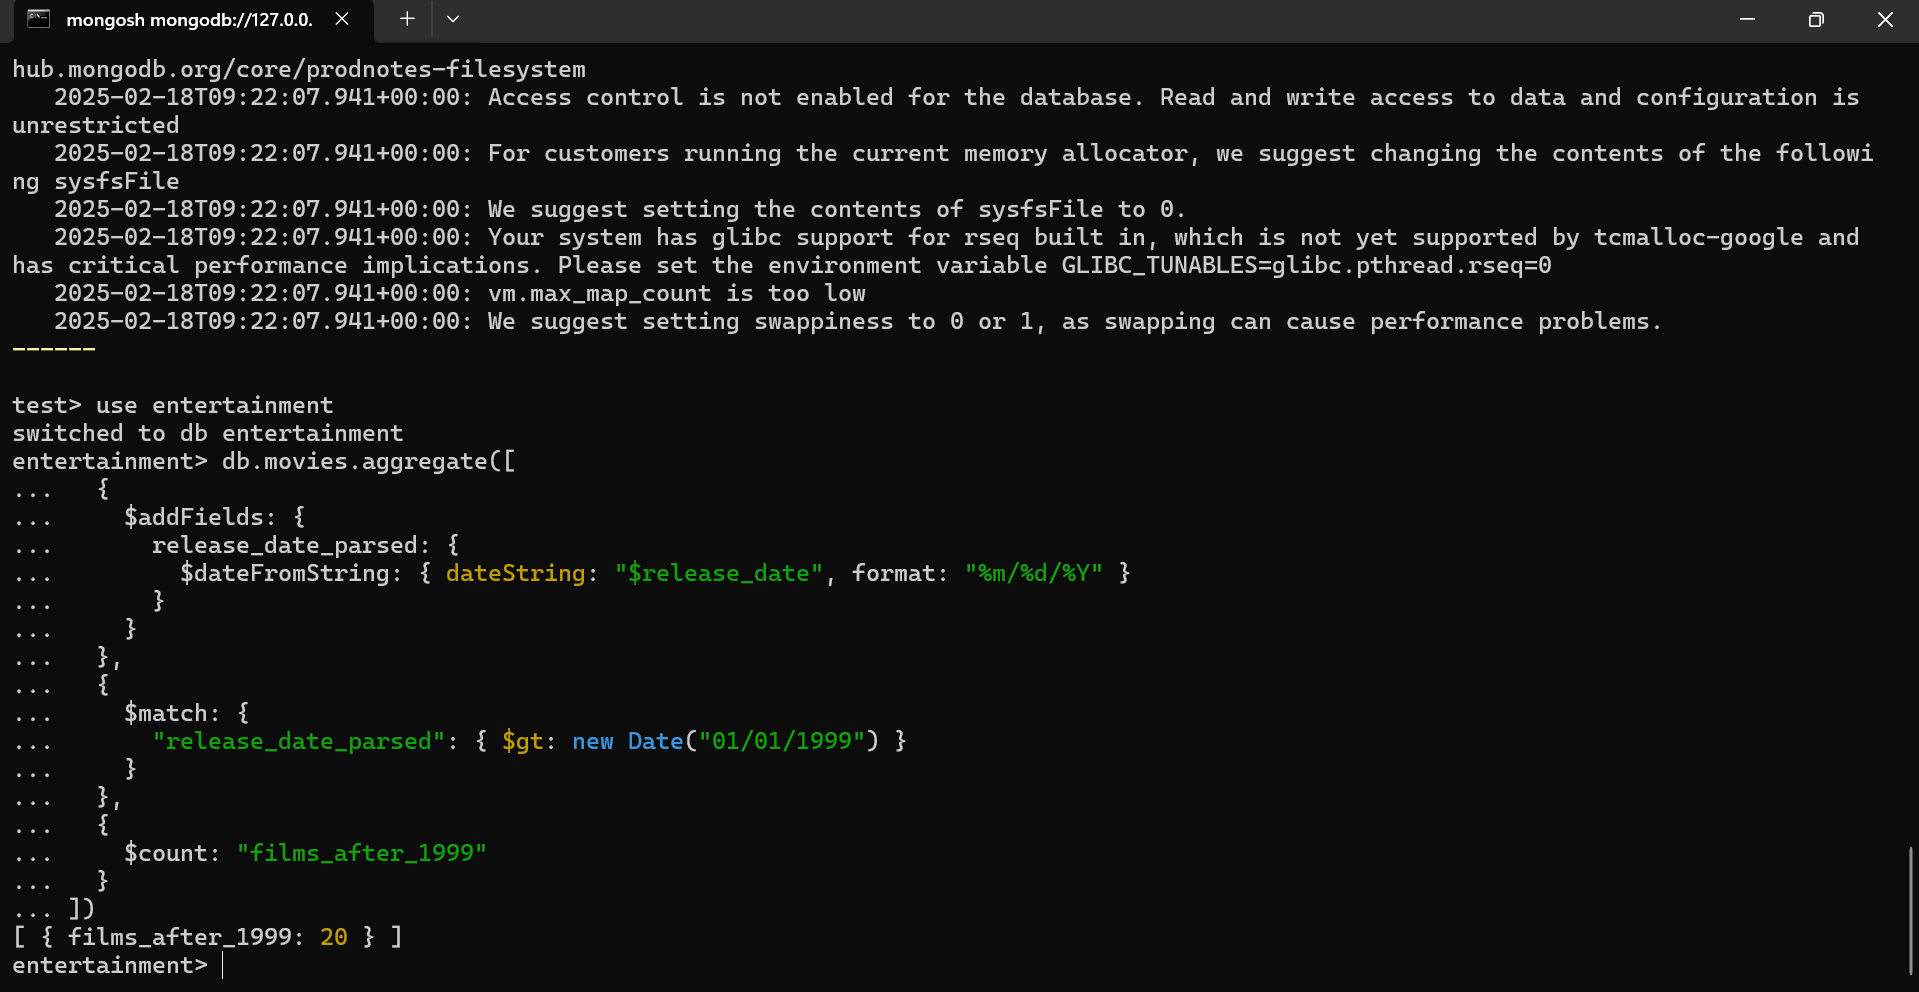 mongosh mongodb://127.0.0.
hub.mongodb.org/core/prodnotes-filesystem
   2025-02-18T09:22:07.941+00:00: Access control is not enabled for the database. Read and write access to data and configuration is
unrestricted
   2025-02-18T09:22:07.941+00:00: For customers running the current memory allocator, we suggest changing the contents of the followi
ng sysfsFile
   2025-02-18T09:22:07.941+00:00: We suggest setting the contents of sysfsFile to 0.
   2025-02-18T09:22:07.941+00:00: Your system has glibc support for rseq built in, which is not yet supported by tcmalloc-google and
has critical performance implications. Please set the environment variable GLIBC_TUNABLES=glibc.pthread.rseq=0
   2025-02-18T09:22:07.941+00:00: vm.max_map_count is too low
   2025-02-18T09:22:07.941+00:00: We suggest setting swappiness to 0 or 1, as swapping can cause performance problems.
------
test> use entertainment
switched to db entertainment
entertainment> db.movies.aggregate([
...   {
...     $addFields: {
...       release_date_parsed: {
...         $dateFromString: { dateString: "$release_date", format: "%m/%d/%Y" }
...       }
...     }
...   },
...   {
...     $match: {
...       "release_date_parsed": { $gt: new Date("01/01/1999") }
...     }
...   },
...   {
...     $count: "films_after_1999"
...   }
... ])
[ { films_after_1999: 20 } ]
entertainment>